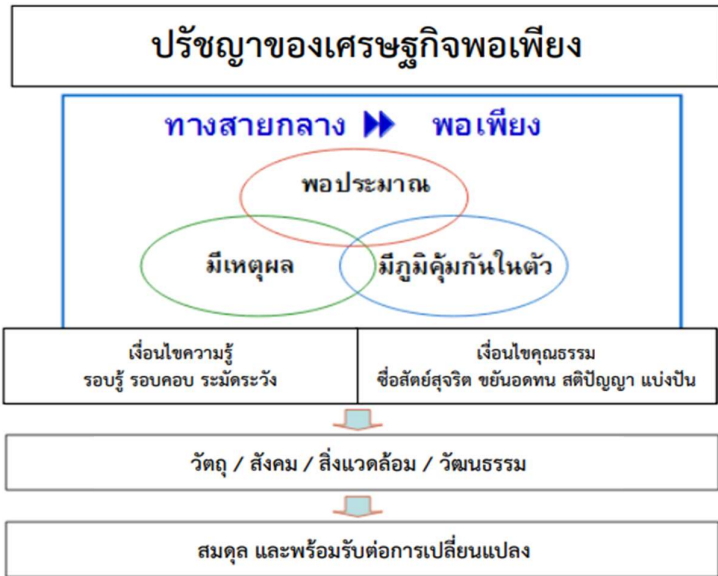 ปรัชญาของเศรษฐกิจพอเพียง
ทางสายกลาง พอเพียง
พอประมาณ
มีเหตุผล
มีภูมิคุ้มกันในตัว
เงื่อนไขความรู้
รอบรู้ รอบคอบ ระมัดระวัง
เงื่อนไขคุณธรรม
ซื่อสัตย์สุจริต ขยันอดทน สติปัญญา แบ่งปัน
วัตถุ / สังคม / สิ่งแวดล้อม / วัฒนธรรม
สมดุล และพร้อมรับต่อการเปลี่ยนแปลง